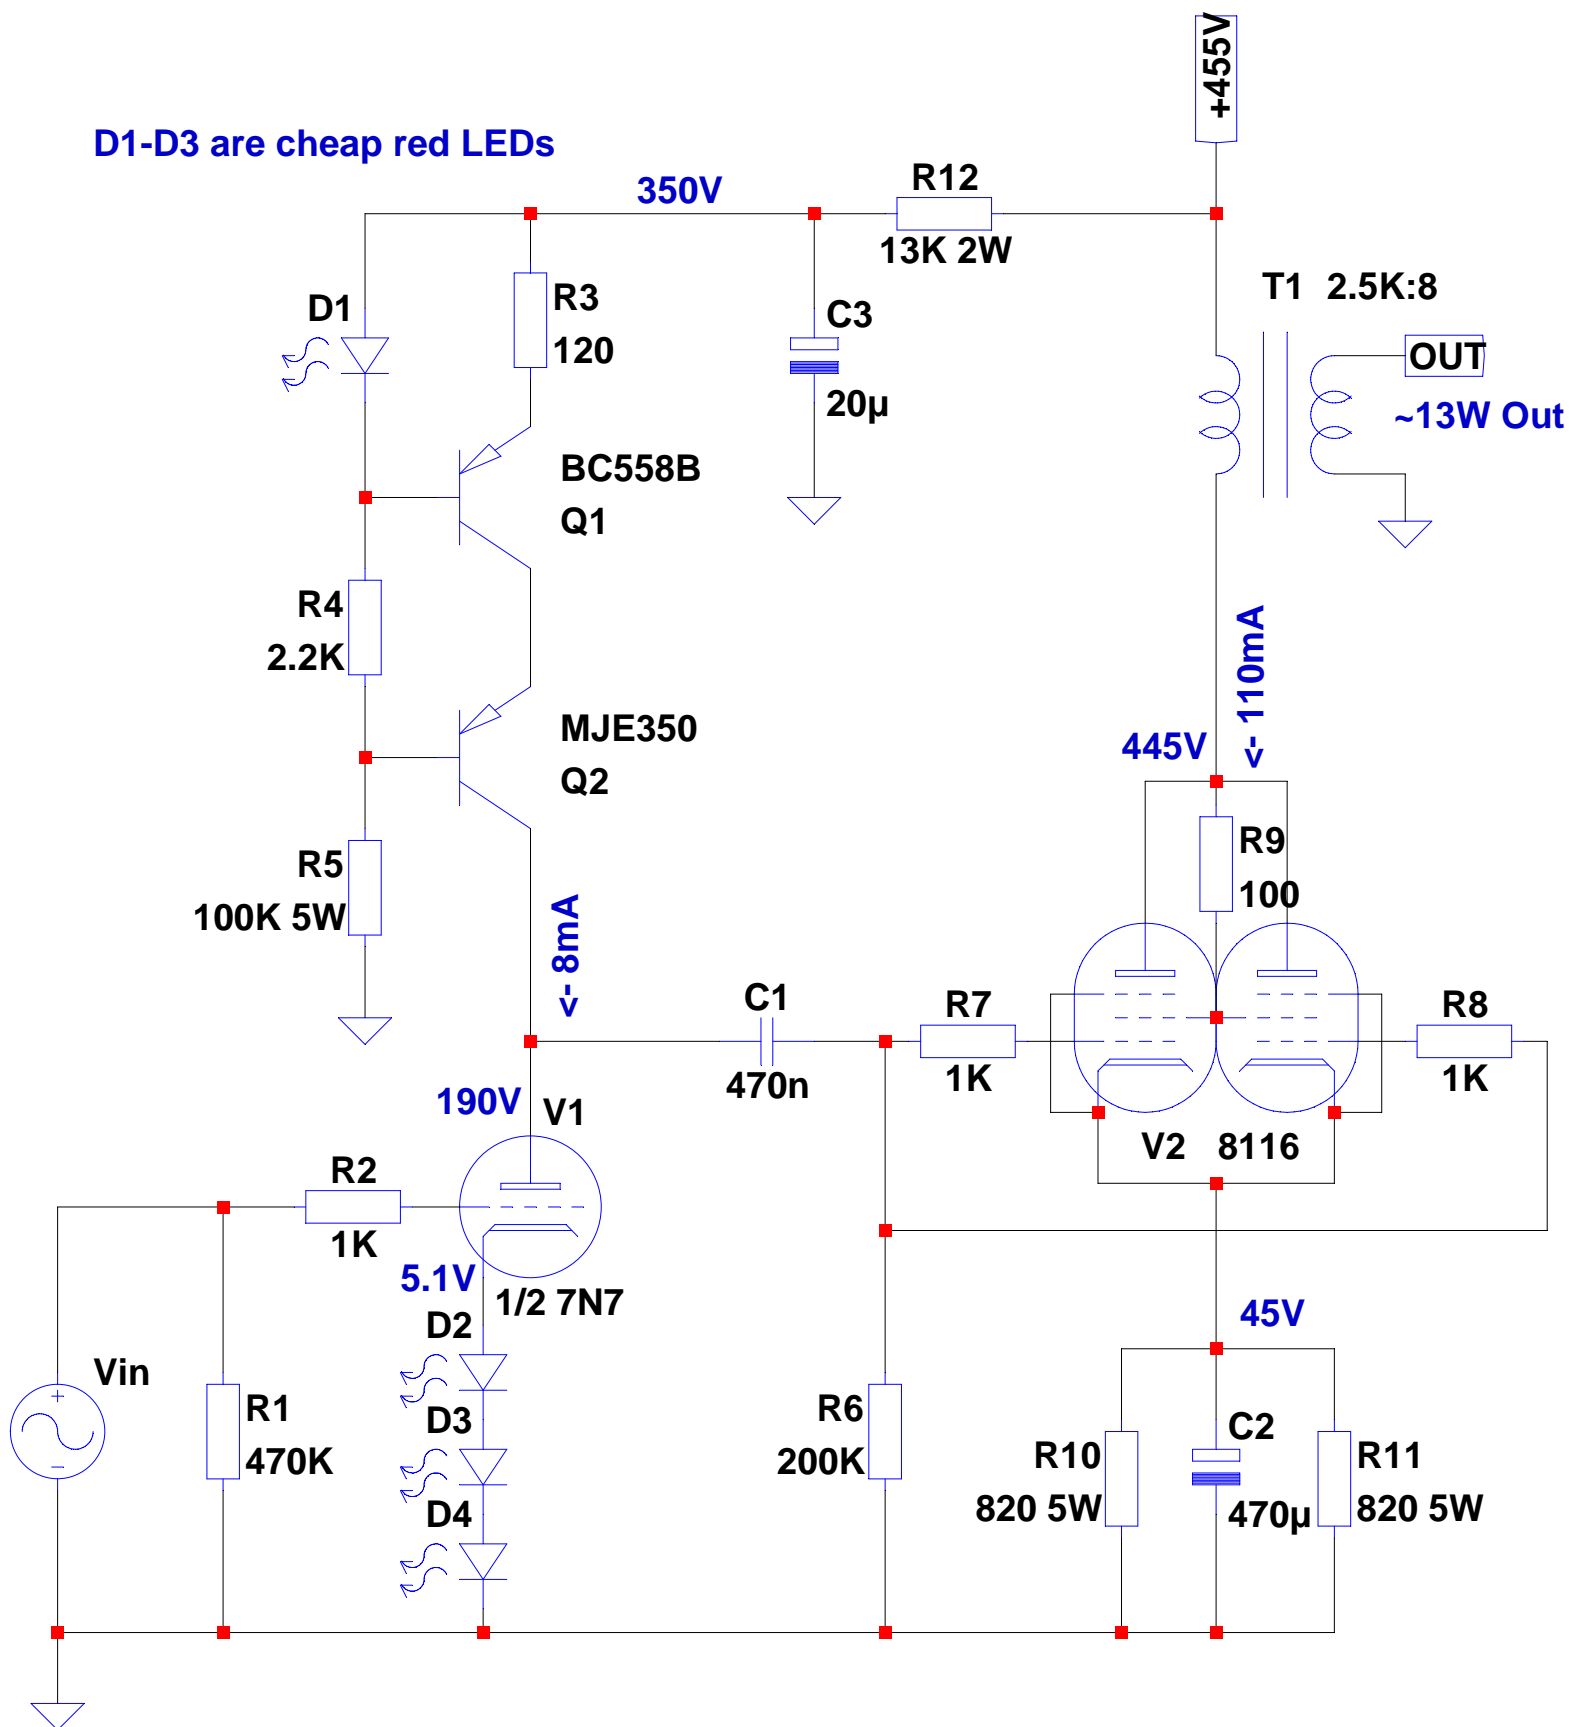 +455V
D1-D3 are cheap red LEDs
350V
R12
13K 2W
D1
R3
120
C3
20µ
T1 2.5K:8
OUT
~13W Out
BC558B
Q1
R4
2.2K
MJE350
Q2
<- 110mA
445V
R5
100K 5W
<- 8mA
R9
100
C1
470n
R7
1K
R8
1K
190V
V1
V2 8116
R2
1K
5.1V
1/2 7N7
D2
45V
Vin
+
-
R1
470K
D3
D4
R6
200K
R10
820 5W
C2
470µ
R11
820 5W